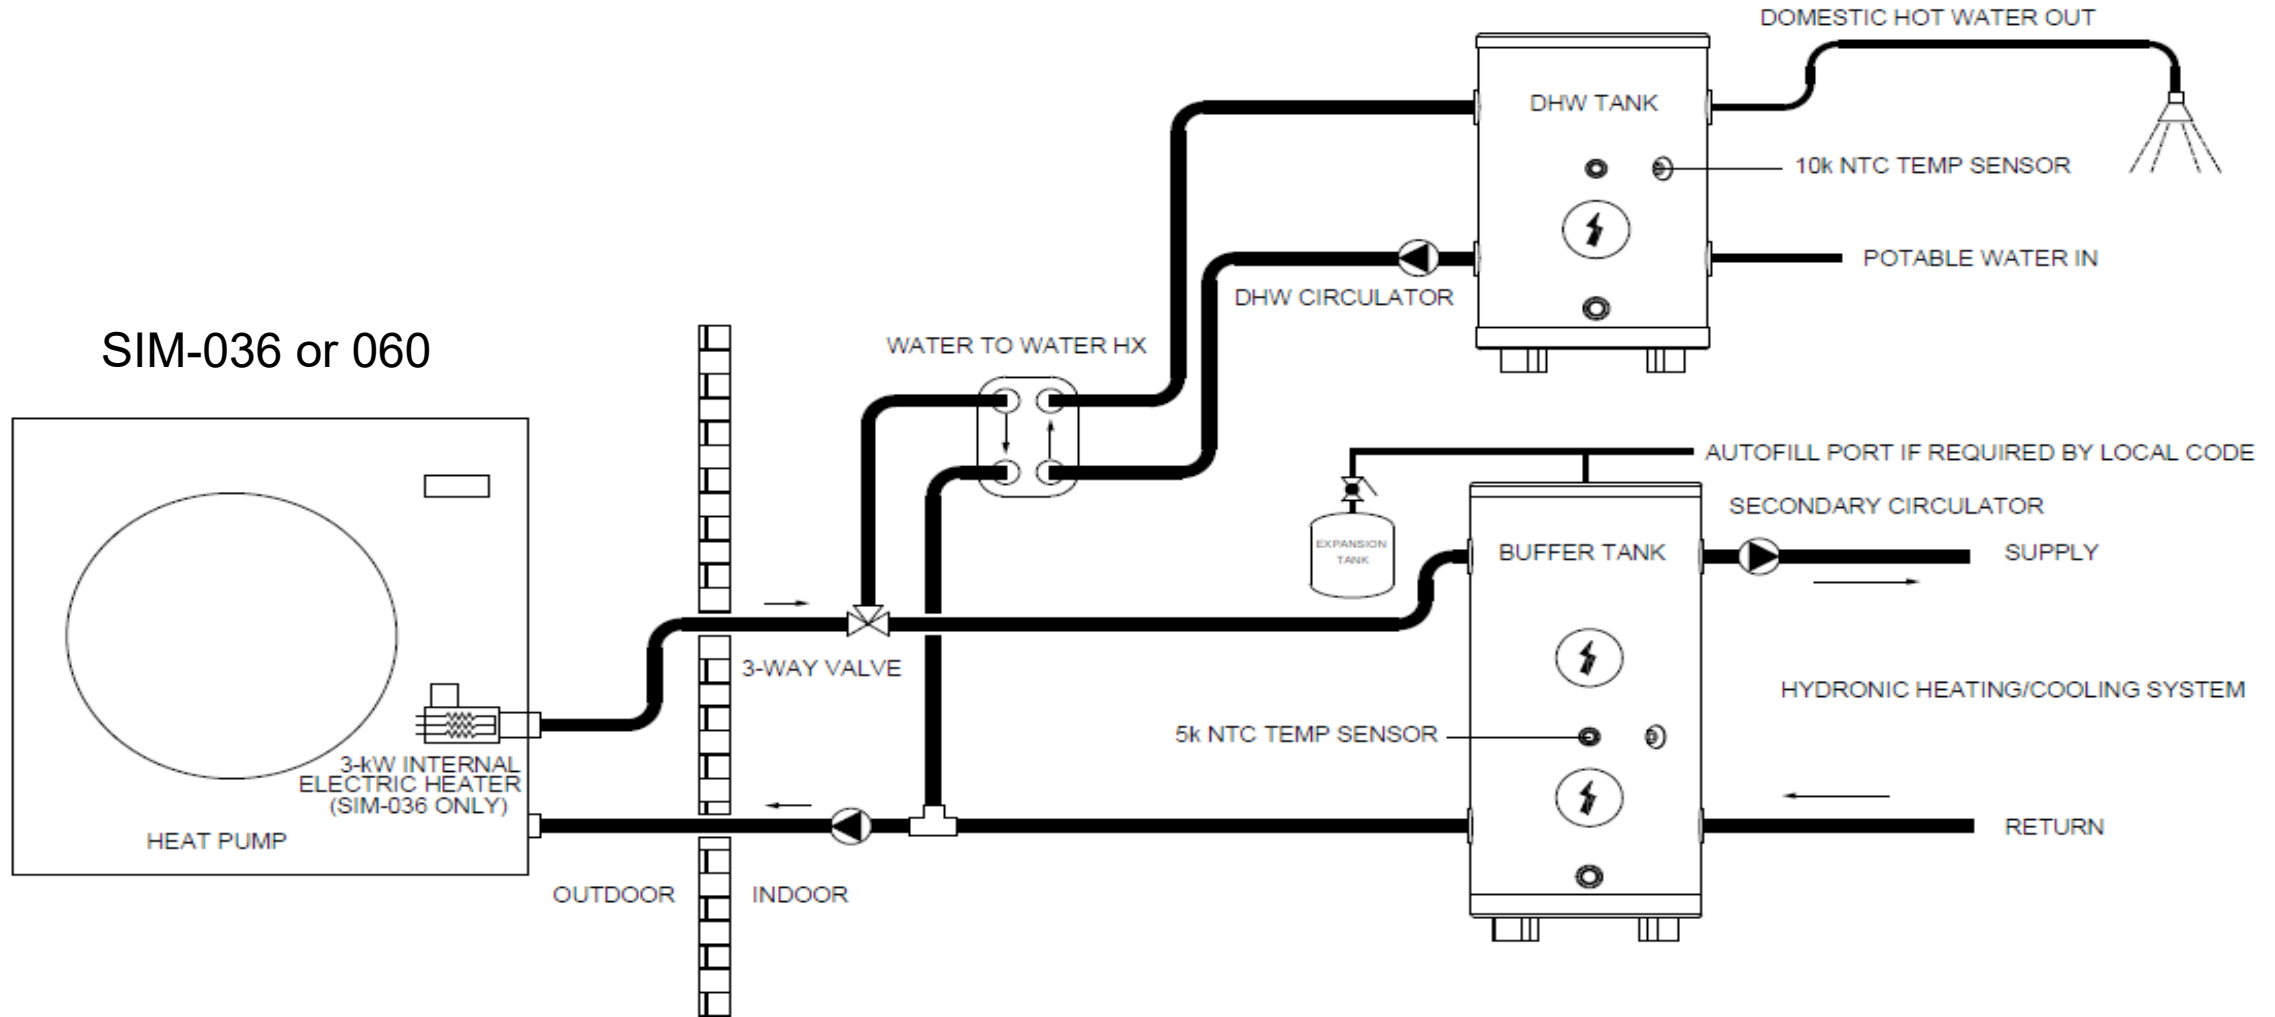 DOMESTIC HOT WATER OUT
DHW TANK
10k NTC TEMP SENSOR
POTABLE WATER IN
DHW CIRCULATOR
SIM-036 or 060
WATER TO WATER HX
AUTOFILL PORT IF REQUIRED BY LOCAL CODE
SECONDARY CIRCULATOR
EXPANSION
TANK
BUFFER TANK
SUPPLY
3-WAY VALVE
HYDRONIC HEATING/COOLING SYSTEM
5k NTC TEMP SENSOR
3-kW INTERNAL
ELECTRIC HEATER
(SIM-036 ONLY)
HEAT PUMP
RETURN
OUTDOOR
INDOOR